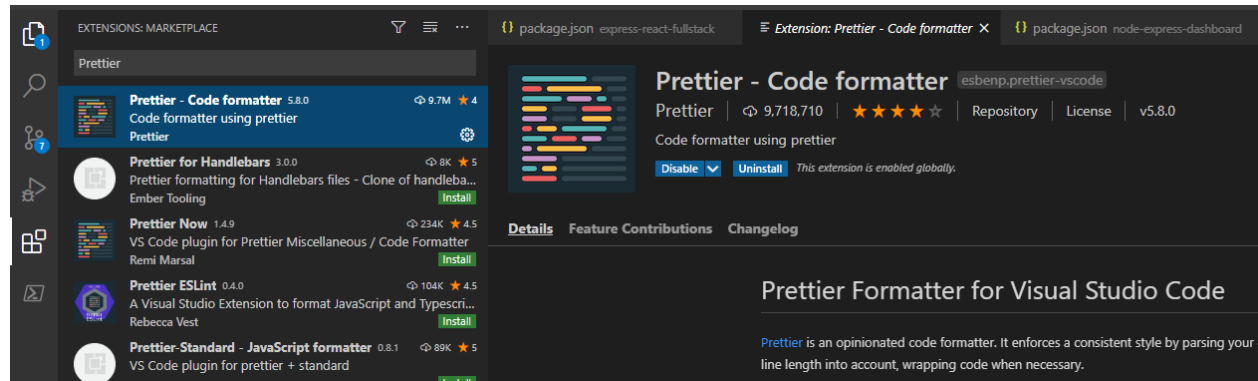 EXTENSIONS: MARKETPLACE
Prettier
1
7
Prettier - Code formatter 5.8.0 9.7M 4
Code formatter using prettier
Prettier
Prettier for Handlebars 3.0.0 8K 5
Prettier formatting for Handlebars files - Clone of handleba...
Ember Tooling Install
Prettier Now 1.4.9 234K 4.5
VS Code plugin for Prettier Miscellaneous / Code Formatter
Remi Marsal Install
Prettier ESLint 0.4.0 104K 4.5
A Visual Studio Extension to format JavaScript and Typescri...
Rebecca Vest Install
Prettier-Standard - JavaScript formatter 0.8.1 89K 5
VS Code plugin for prettier + standard
{} package.json express-react-fullstack Extension: Prettier - Code formatter × {} package.json node-express-dashboard
Prettier - Code formatter esbenp.prettier-vscode
Prettier 9,718,710 Repository License v5.8.0
Code formatter using prettier
Disable Uninstall This extension is enabled globally.
Details Feature Contributions Changelog
Prettier Formatter for Visual Studio Code
Prettier is an opinionated code formatter. It enforces a consistent style by parsing your
line length into account, wrapping code when necessary.